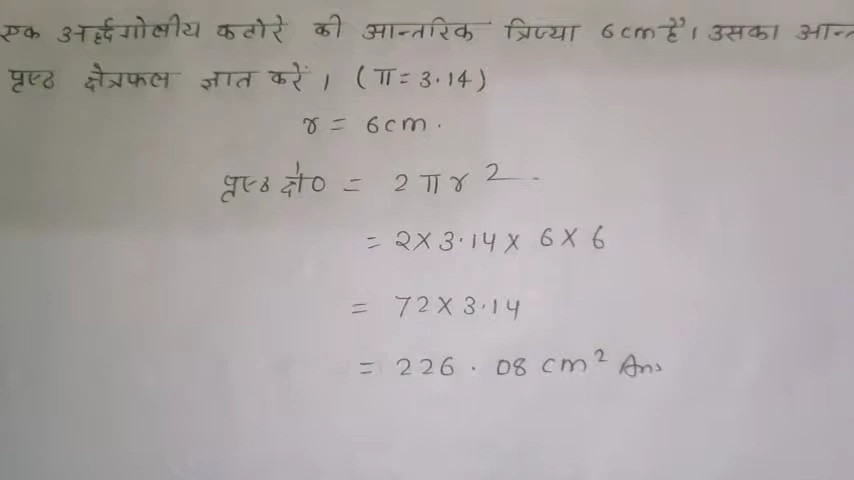 एक अर्द्धगोलीय कटोरे की आन्तरिक त्रिज्या 6cm है। उसका आन्त
पृष्ठ क्षेत्रफल ज्ञात करें। (π = 3.14)
r = 6cm.
पृष्ठ क्षे० = 2πr²
= 2×3.14× 6×6
= 72×3.14
= 226.08 cm² Ans